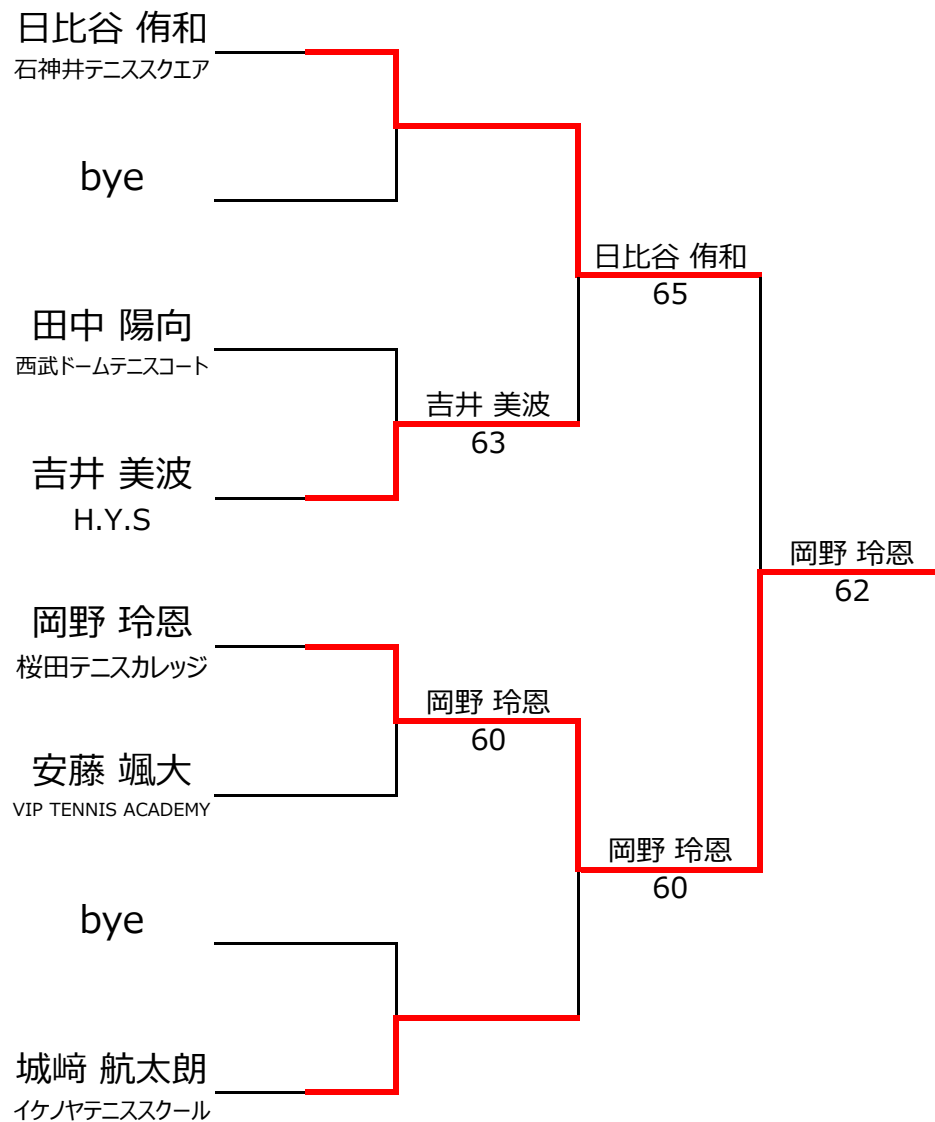 日比谷 侑和
石神井テニススクエア
bye
田中 陽向
西武ドームテニスコート
吉井 美波
H.Y.S
岡野 玲恩
桜田テニスカレッジ
安藤 颯大
VIP TENNIS ACADEMY
bye
城﨑 航太朗
イケノヤテニススクール
吉井 美波
63
岡野 玲恩
60
日比谷 侑和
65
岡野 玲恩
60
岡野 玲恩
62